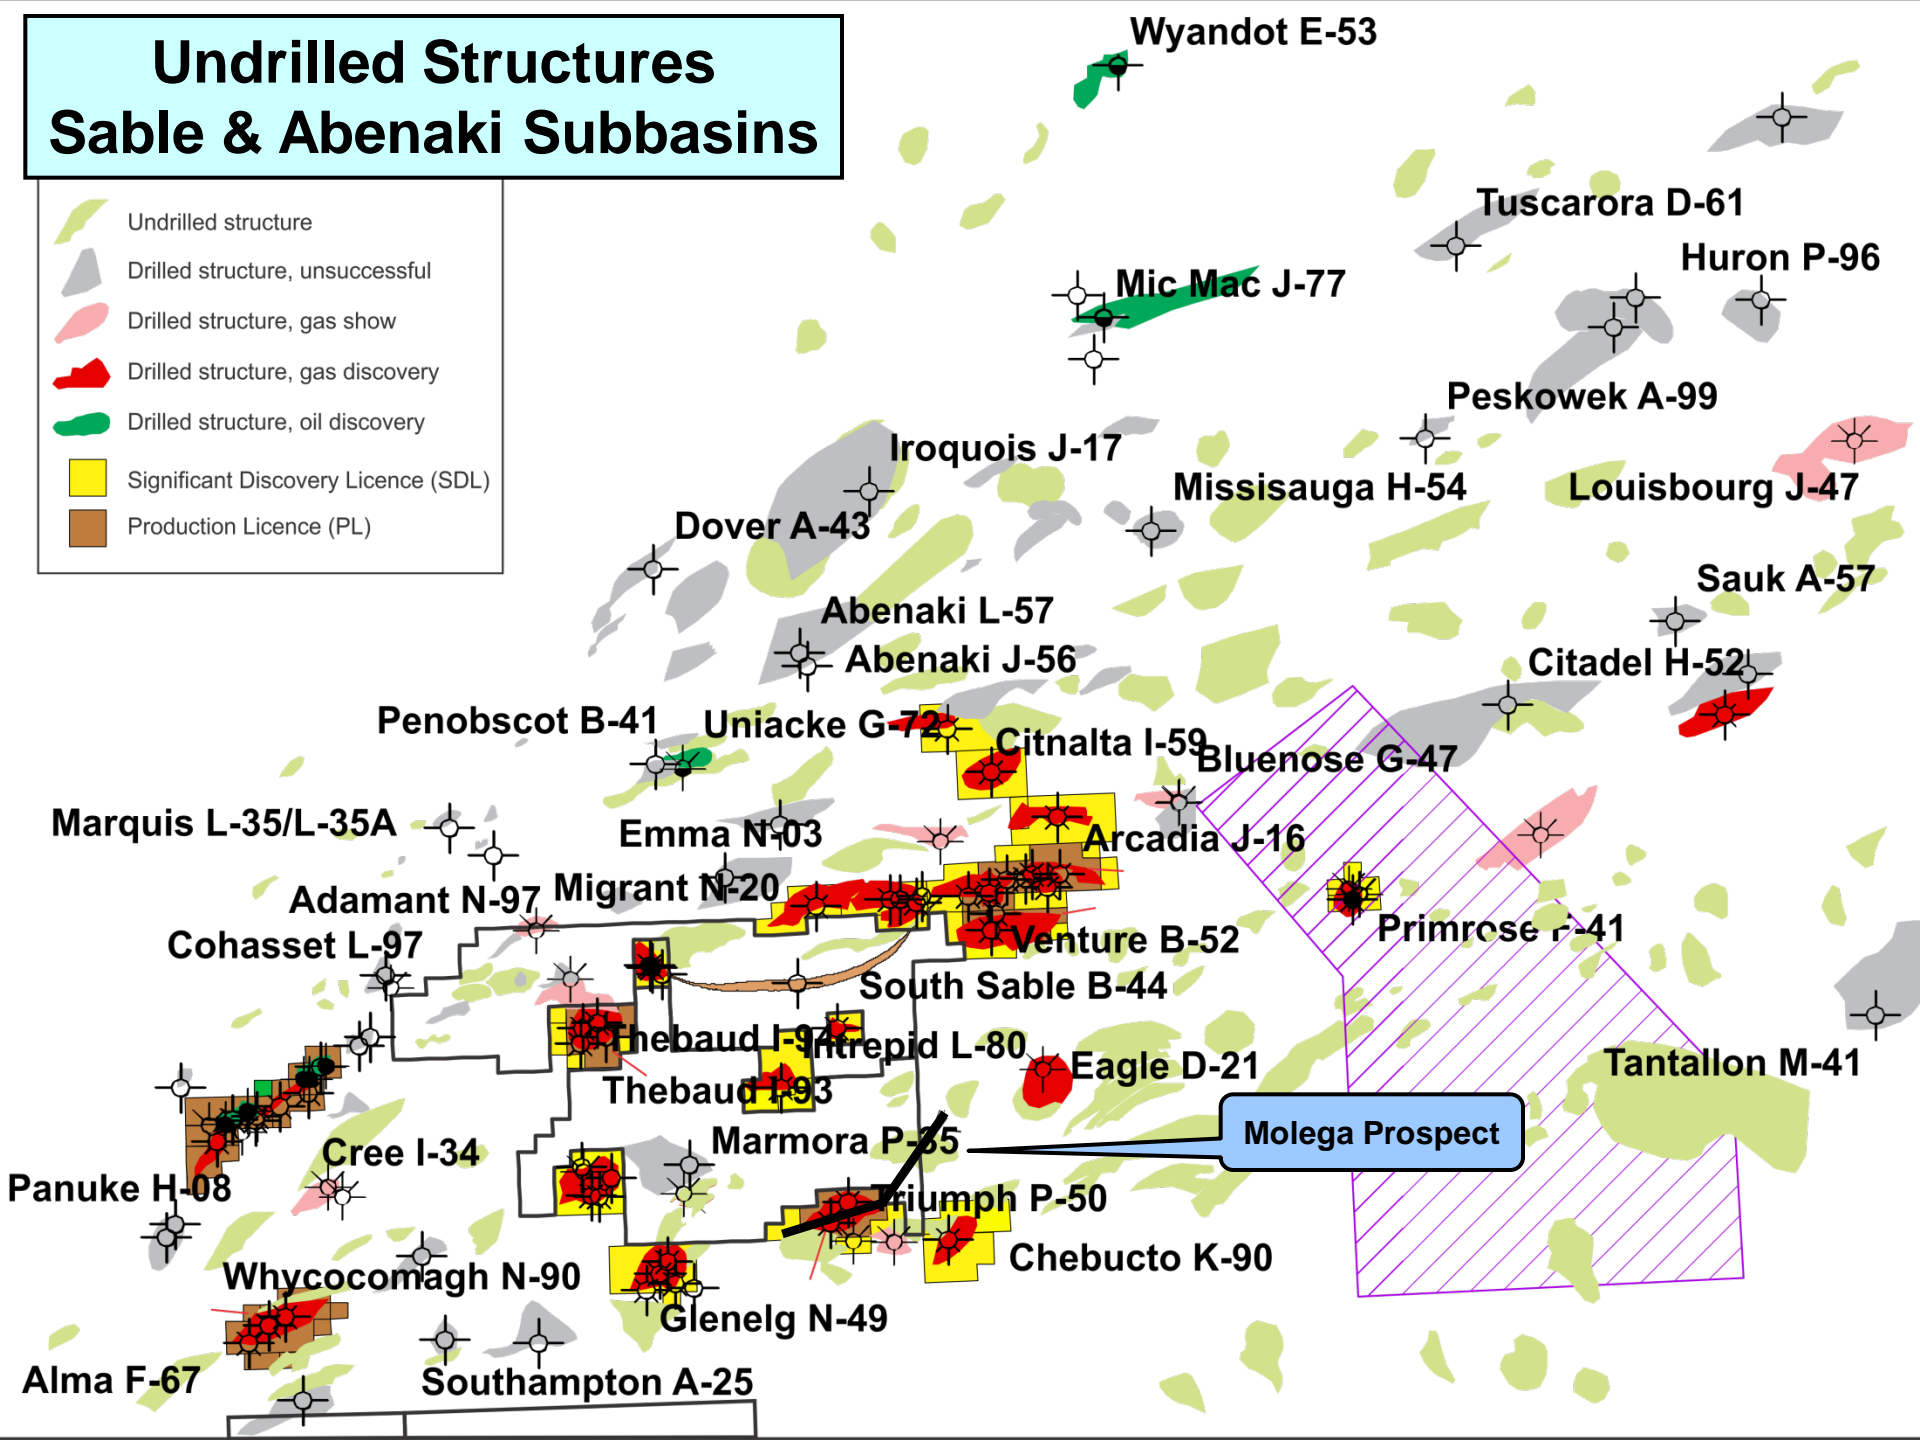 Undrilled Structures
Sable & Abenaki Subbasins
Undrilled structure
Drilled structure, unsuccessful
Drilled structure, gas show
Drilled structure, gas discovery
Drilled structure, oil discovery
Significant Discovery Licence (SDL)
Production Licence (PL)
Wyandot E-53
Tuscarora D-61
Huron P-96
Mic Mac J-77
Peskowek A-99
Iroquois J-17
Missisauga H-54
Louisbourg J-47
Dover A-43
Sauk A-57
Abenaki L-57
Abenaki J-56
Citadel H-52
Penobscot B-41
Uniacke G-72
Citnalta I-59
Bluenose G-47
Marquis L-35/L-35A
Emma N-03
Arcadia J-16
Adamant N-97
Migrant N-20
Primrose F-41
Cohasset L-97
Venture B-52
South Sable B-44
Thebaud I-94
Intrepid L-80
Eagle D-21
Tantallon M-41
Thebaud I-93
Molega Prospect
Cree I-34
Marmora P-35
Panuke H-08
Triumph P-50
Chebucto K-90
Whycocomagh N-90
Glenelg N-49
Alma F-67
Southampton A-25